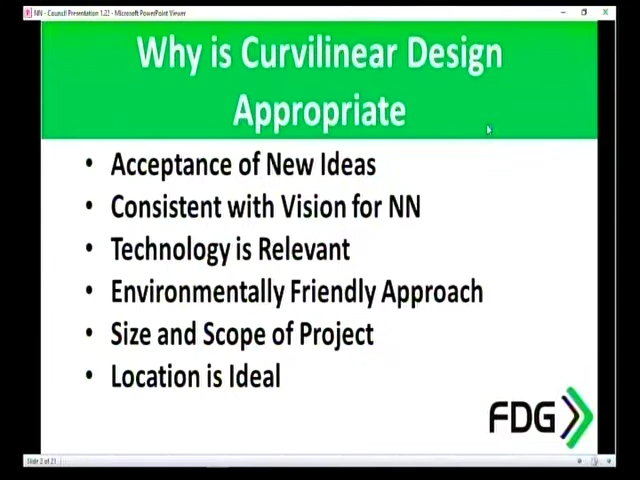 NN - Council Presentation 1.22 - Microsoft PowerPoint Viewer
Why is Curvilinear Design
Appropriate
• Acceptance of New Ideas
• Consistent with Vision for NN
• Technology is Relevant
• Environmentally Friendly Approach
• Size and Scope of Project
• Location is Ideal
FDG
Slide 2 of 21